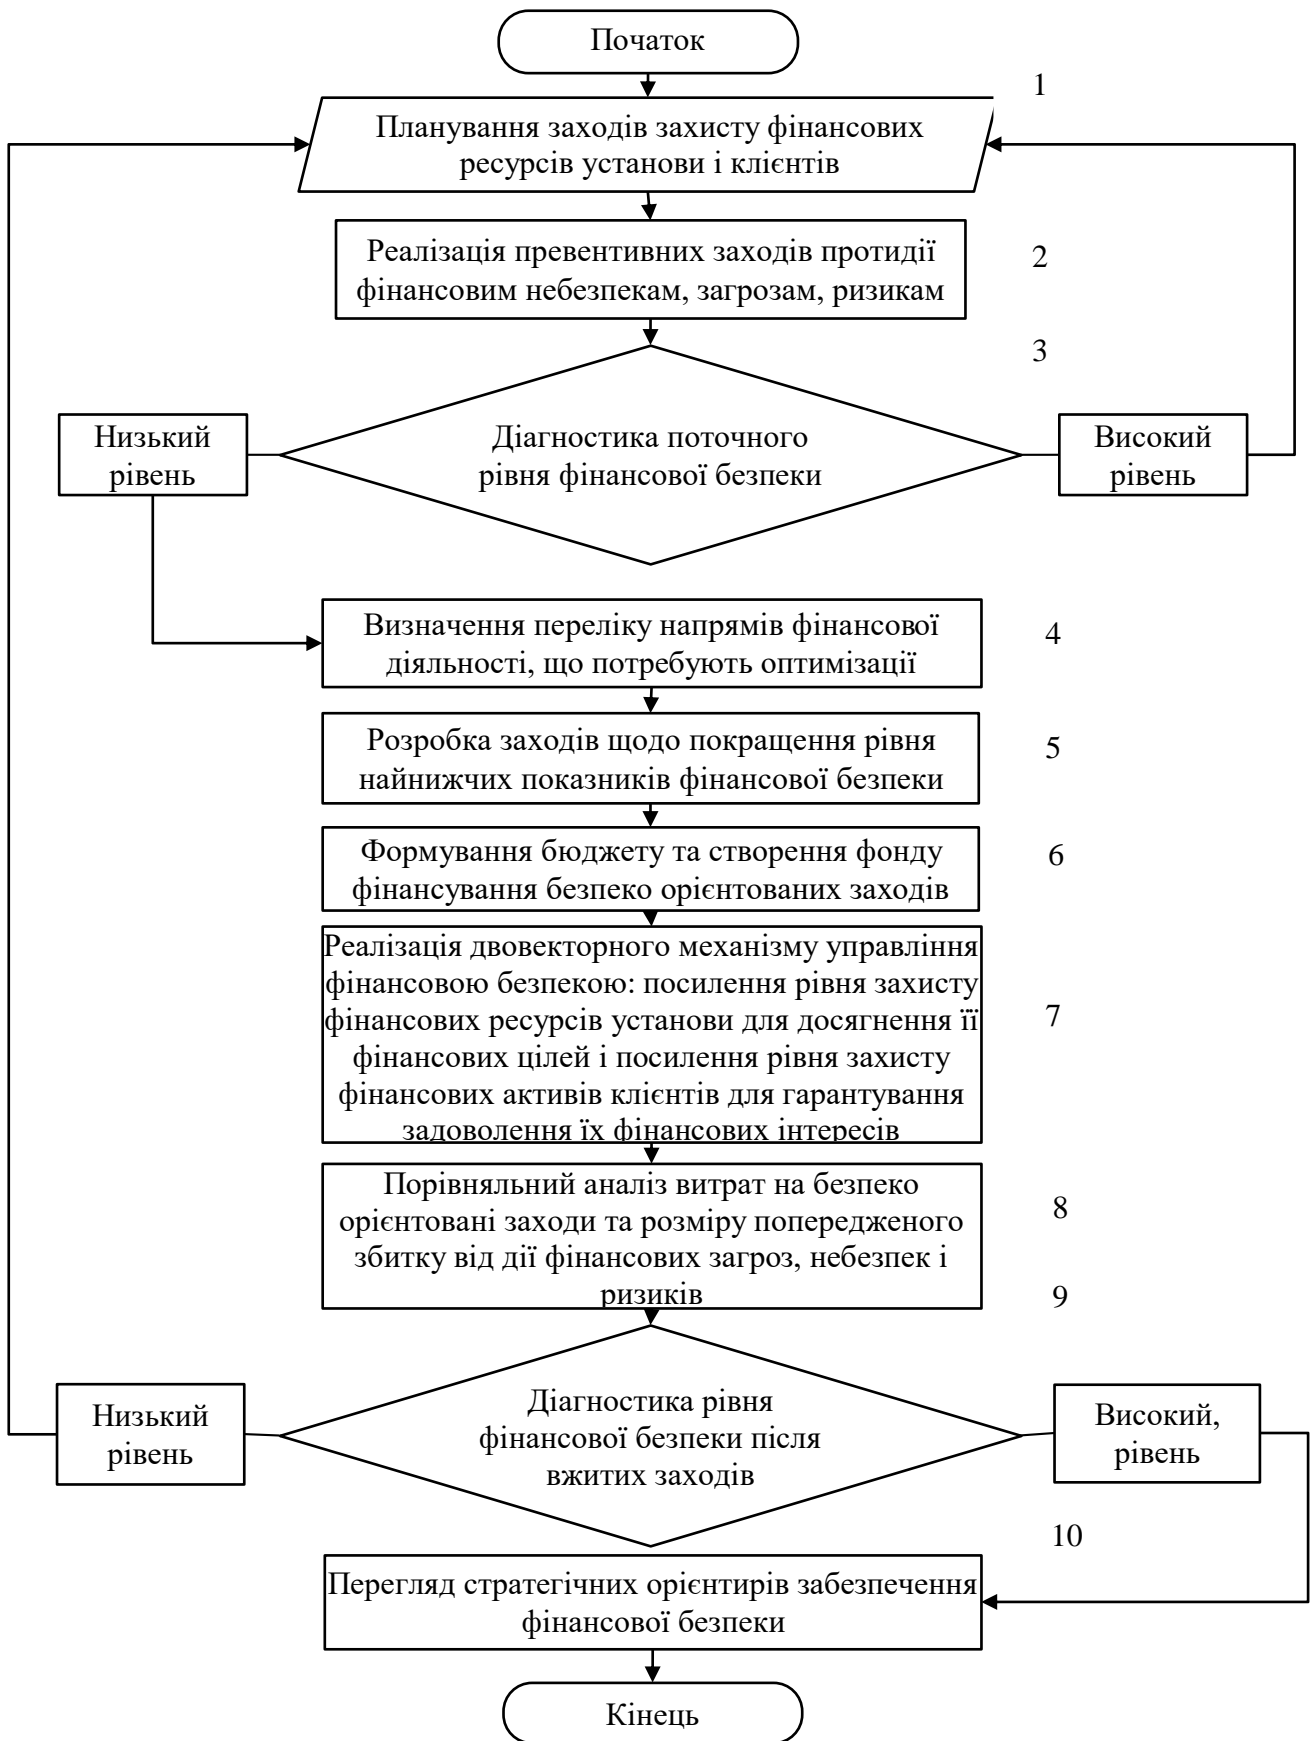 Початок
1
Планування заходів захисту фінансових
ресурсів установи і клієнтів
Реалізація превентивних заходів протидії
фінансовим небезпекам, загрозам, ризикам
2
3
Низький
рівень
Діагностика поточного
рівня фінансової безпеки
Високий
рівень
Визначення переліку напрямів фінансової
діяльності, що потребують оптимізації
4
Розробка заходів щодо покращення рівня
найнижчих показників фінансової безпеки
5
Формування бюджету та створення фонду
фінансування безпеко орієнтованих заходів
6
Реалізація двовекторного механізму управління
фінансовою безпекою: посилення рівня захисту
фінансових ресурсів установи для досягнення її
фінансових цілей і посилення рівня захисту
фінансових активів клієнтів для гарантування
задоволення їх фінансових інтересів
7
Порівняльний аналіз витрат на безпеко
орієнтовані заходи та розміру попередженого
збитку від дії фінансових загроз, небезпек і
ризиків
8
9
Низький
рівень
Діагностика рівня
фінансової безпеки після
вжитих заходів
Високий,
рівень
10
Перегляд стратегічних орієнтирів забезпечення
фінансової безпеки
Кінець